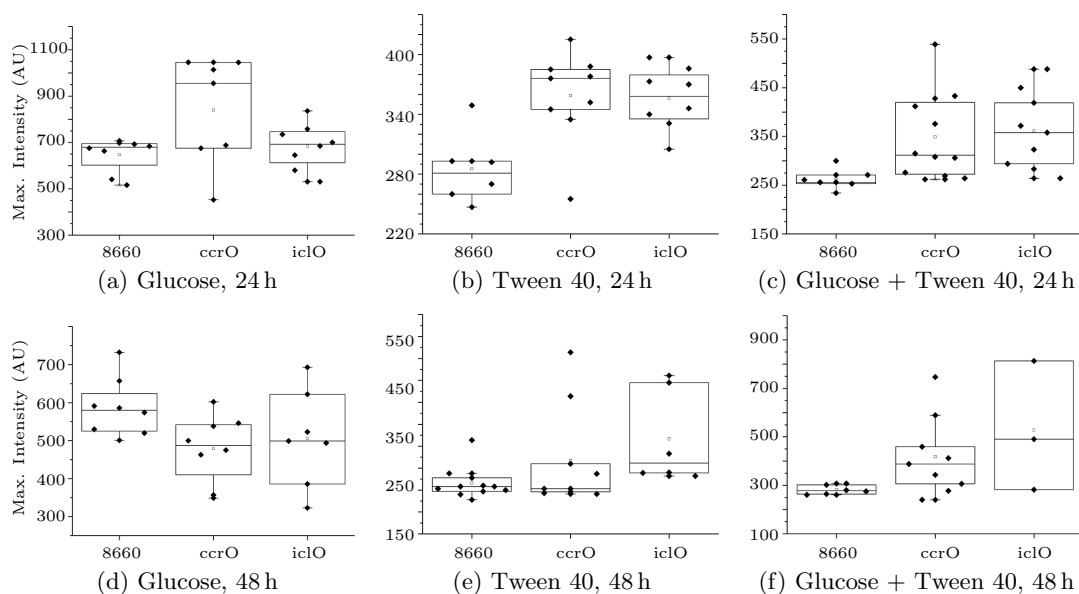 Max. Intensity (AU)
1100
900
700
500
300
8660 ccrO iclO
(a) Glucose, 24 h
400
340
280
220
8660 ccrO iclO
(b) Tween 40, 24 h
550
450
350
250
150
8660 ccrO iclO
(c) Glucose + Tween 40, 24 h
Max. Intensity (AU)
700
600
500
400
300
8660 ccrO iclO
(d) Glucose, 48 h
550
450
350
250
150
8660 ccrO iclO
(e) Tween 40, 48 h
900
700
500
300
100
8660 ccrO iclO
(f) Glucose + Tween 40, 48 h